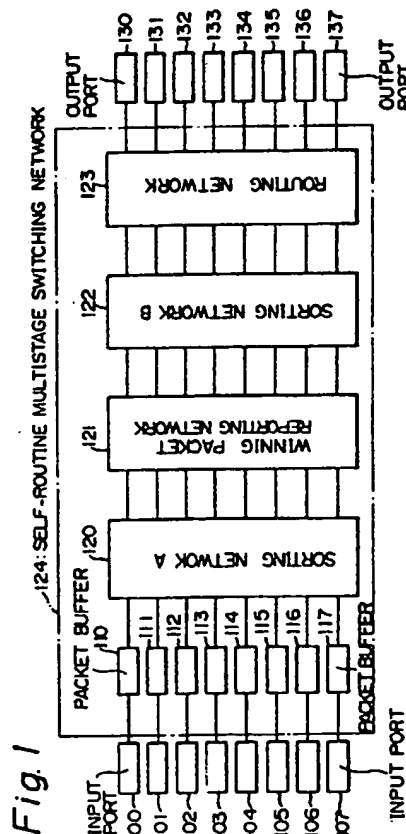 Fig. 1
124: SELF-ROUTINE MULTISTAGE SWITCHING NETWORK
INPUT
PORT
100
101
102
103
104
105
106
107
INPUT PORT
PACKET BUFFER
110
111
112
113
114
115
116
117
PACKET BUFFER
120
SORTING NETWOK A
121
WINNIG PACKET
REPORTING NETWORK
122
SORTING NETWORK B
123
ROUTING NETWORK
OUTPUT
PORT
130
131
132
133
134
135
136
137
OUTPUT
PORT